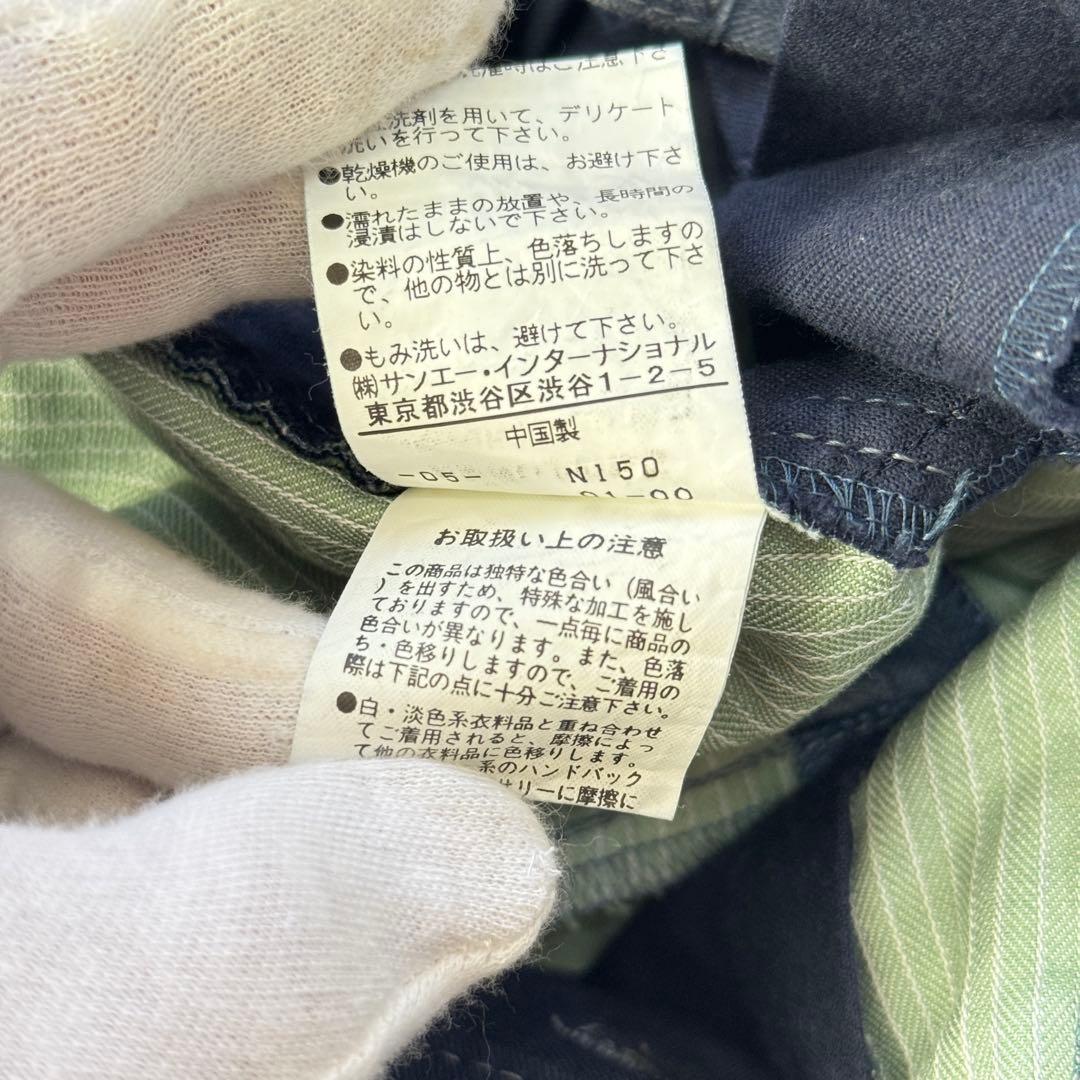 洗濯時はご注意下さ
洗剤を用いて、デリケート
洗いを行って下さい。
●乾燥機のご使用は、お避け下さ
い。
●濡れたままの放置や、長時間の
浸漬はしないで下さい。
●染料の性質上、色落ちしますの
で、他の物とは別に洗って下さ
い。
●もみ洗いは、避けて下さい。
㈱サンエー・インターナショナル
東京都渋谷区渋谷1-2-5
中国製
-05- N150
01-00
お取扱い上の注意
この商品は独特な色合い(風合い
)を出すため、特殊な加工を施し
ておりますので、一点毎に商品の
色合いが異なります。また、色落
ち・色移りしますので、ご着用の
際は下記の点に十分ご注意下さい。
●白・淡色系衣料品と重ね合わせ
てご着用されると、摩擦によっ
て他の衣料品に色移りします。
系のハンドバック
サリーに摩擦に